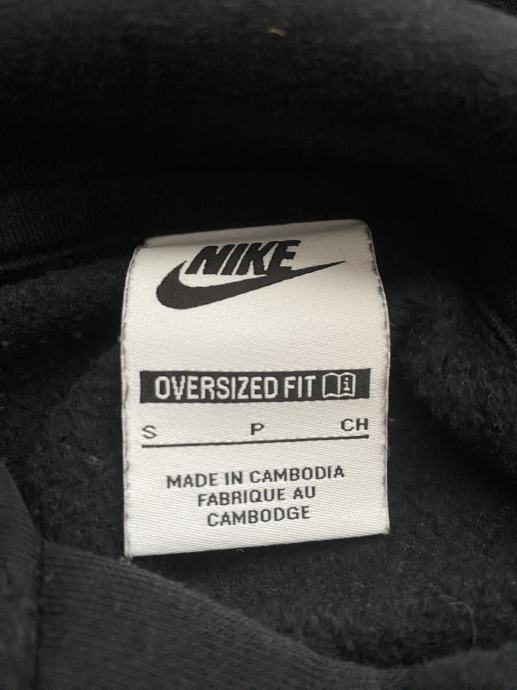 NIKE
OVERSIZED FIT
S P CH
MADE IN CAMBODIA
FABRIQUE AU
CAMBODGE